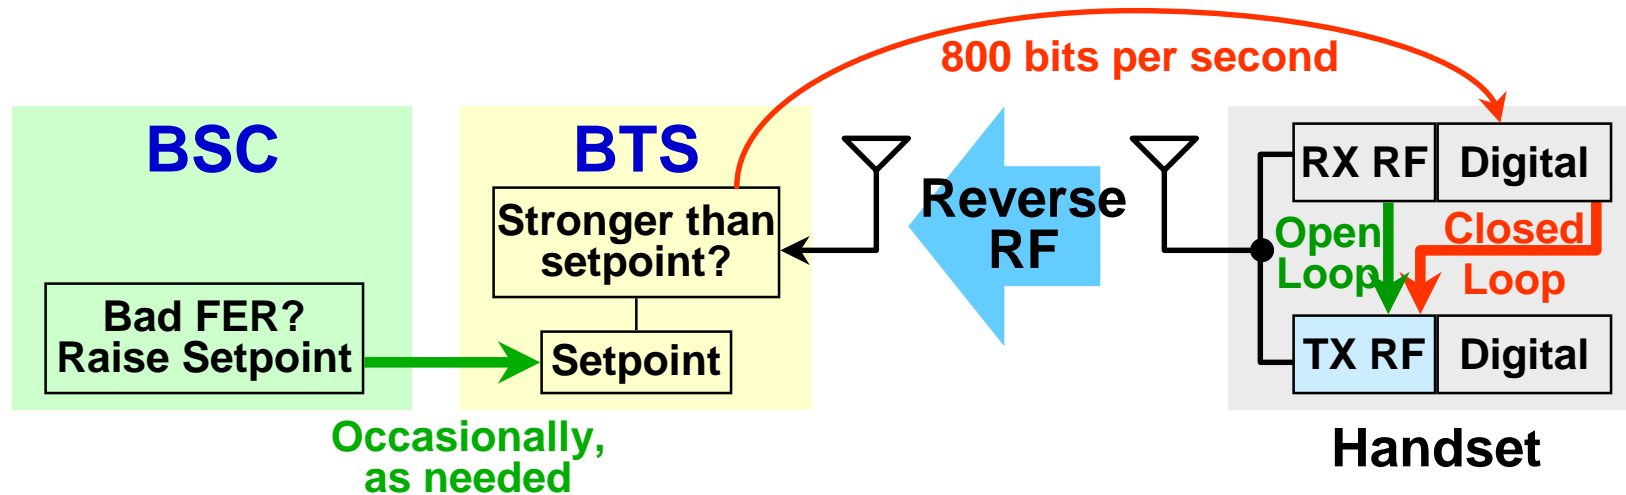 800 bits per second
BSC
Bad FER?
Raise Setpoint
Occasionally,
as needed
BTS
Stronger than
setpoint?
Setpoint
Reverse
RF
RX RF
Digital
Open
Loop
Closed
Loop
TX RF
Digital
Handset